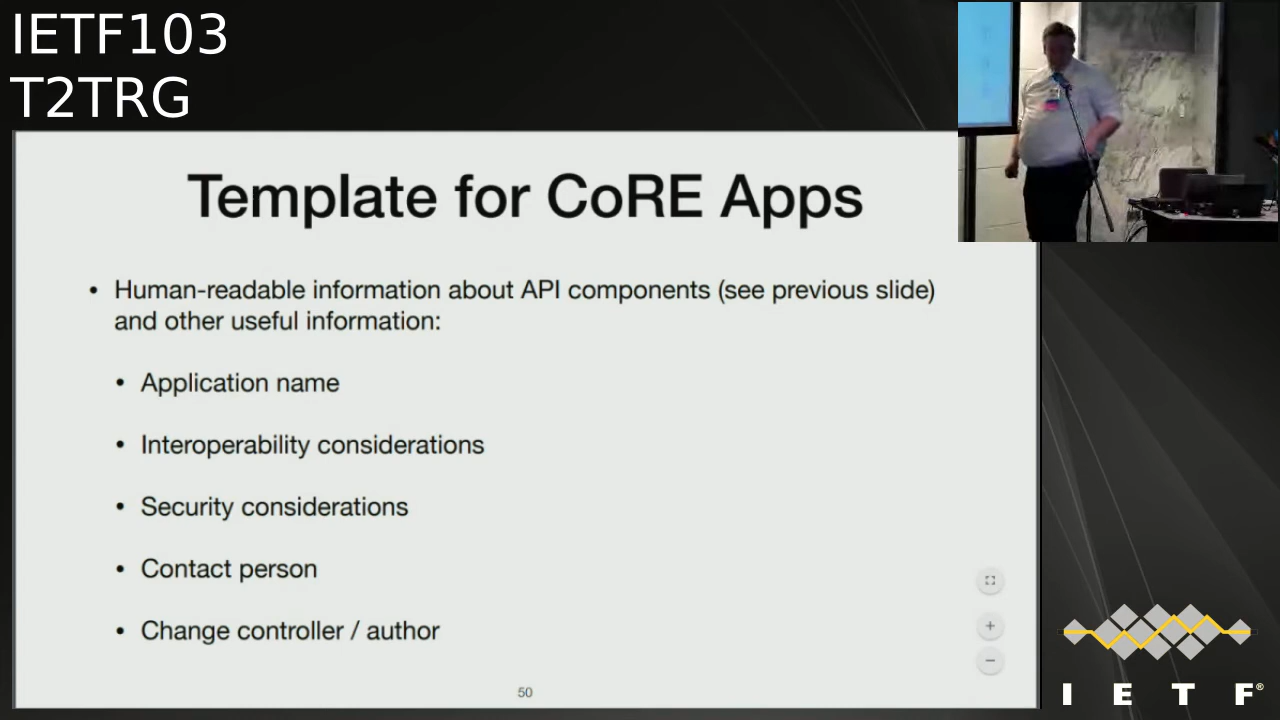 IETF103
T2TRG
Template for CoRE Apps
• Human-readable information about API components (see previous slide)
and other useful information:
• Application name
• Interoperability considerations
• Security considerations
• Contact person
• Change controller / author
50
I E T F®